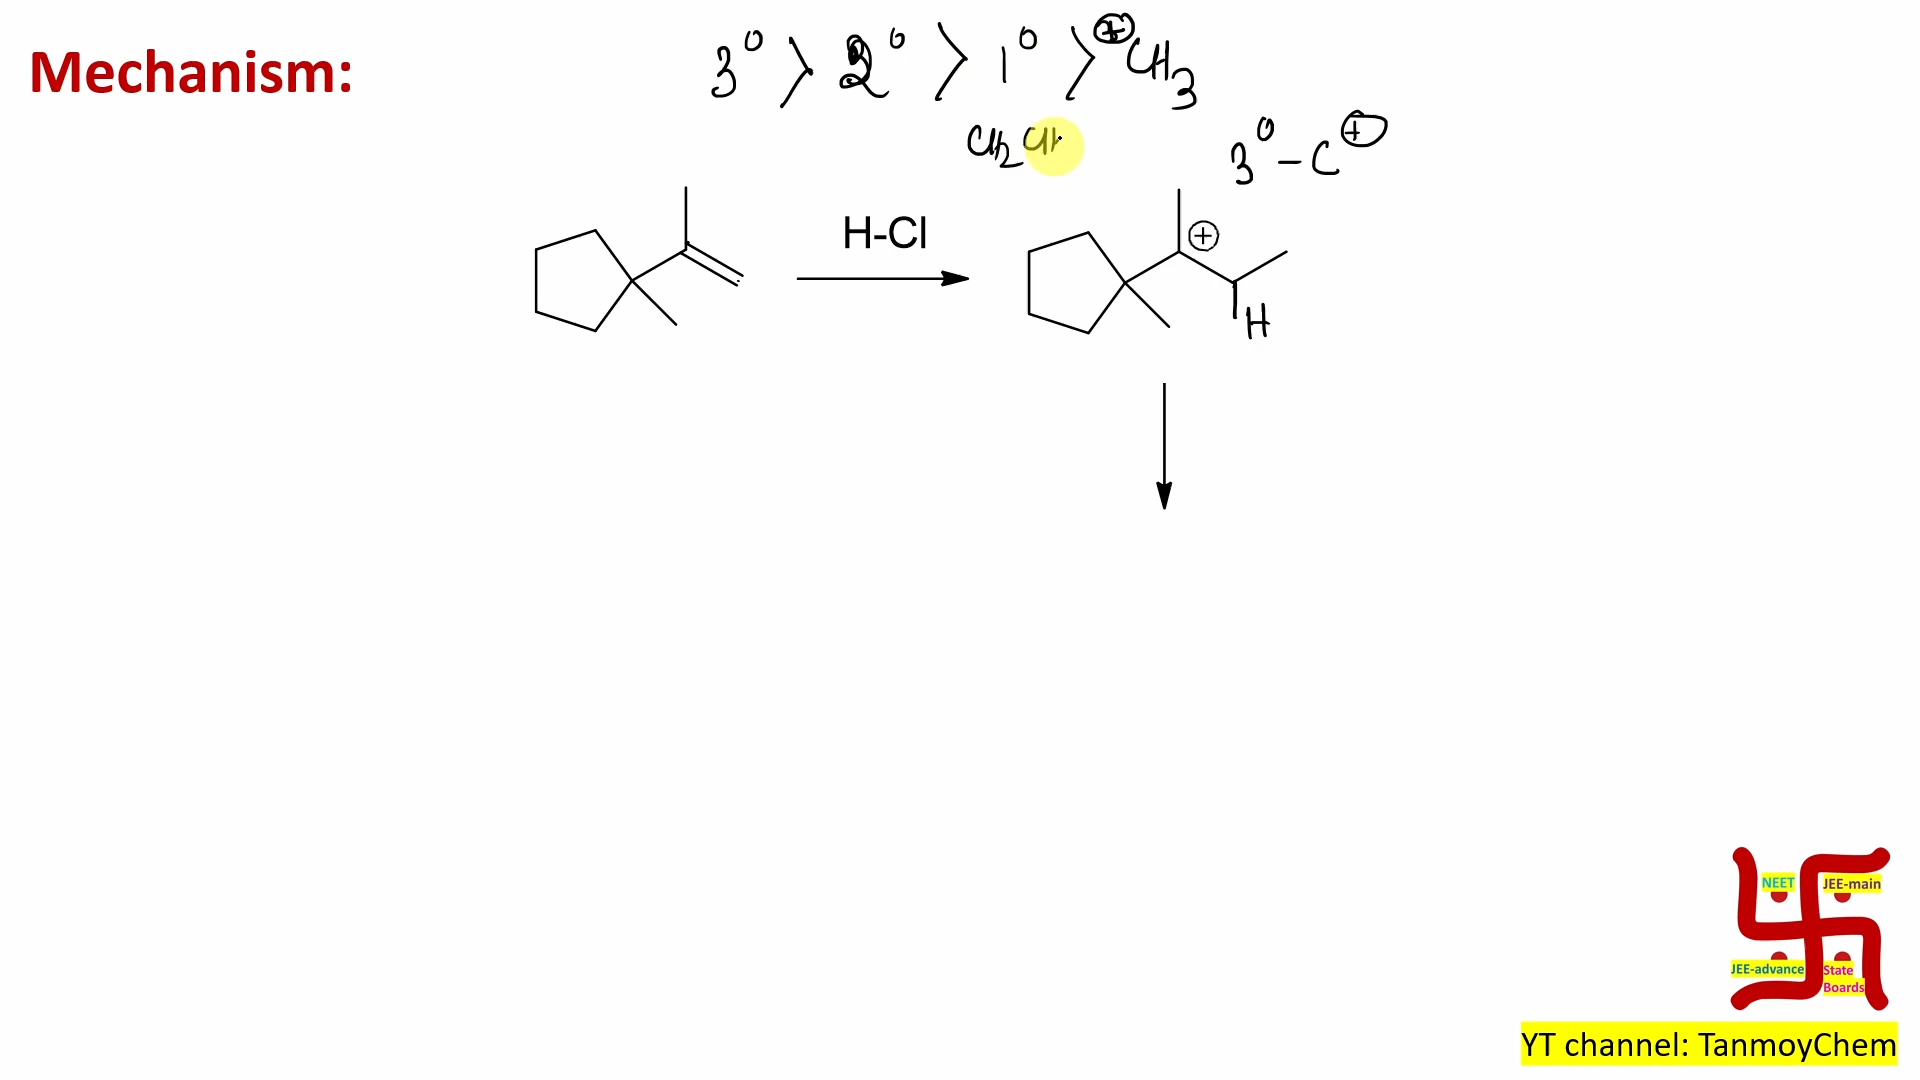 Mechanism:
3° > 2° > 1° > ⊕CH3
CH2
3° – C⊕
H-Cl
⊕
H
NEET JEE-main
JEE-advance State
Boards
YT channel: TanmoyChem